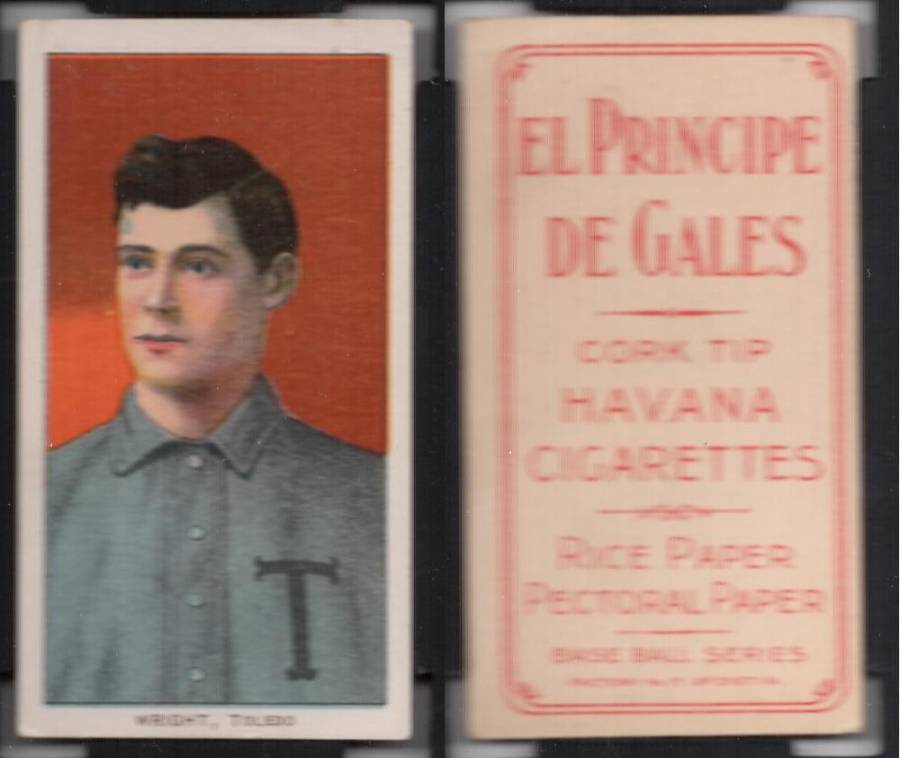 T
WRIGHT, TOLEDO
EL PRINCIPE
DE GALES
CORK TIP
HAVANA
CIGARETTES
RICE PAPER
PECTORAL PAPER
BASE BALL SERIES